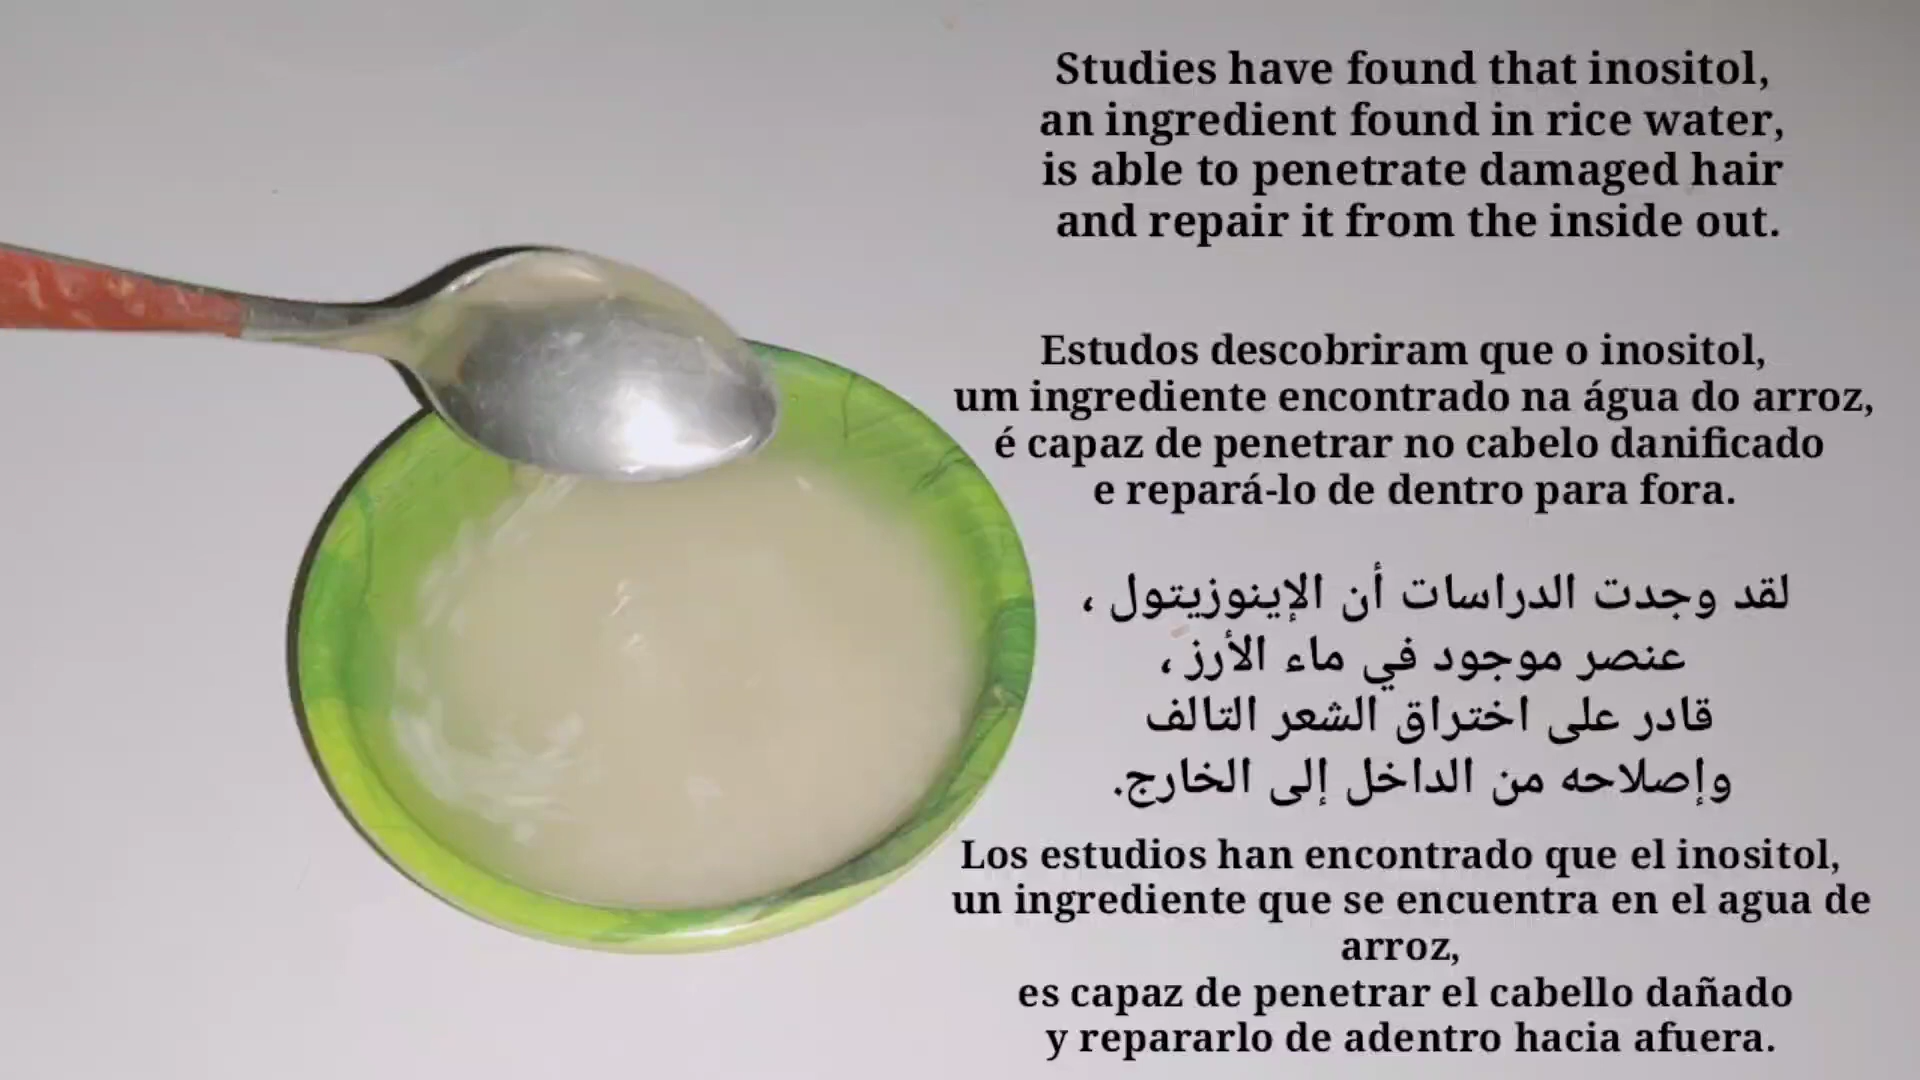 Studies have found that inositol,
an ingredient found in rice water,
is able to penetrate damaged hair
and repair it from the inside out.
Estudos descobriram que o inositol,
um ingrediente encontrado na água do arroz,
é capaz de penetrar no cabelo danificado
e repará-lo de dentro para fora.
لقد وجدت الدراسات أن الإينوزيتول ،
عنصر موجود في ماء الأرز ،
قادر على اختراق الشعر التالف
وإصلاحه من الداخل إلى الخارج.
Los estudios han encontrado que el inositol,
un ingrediente que se encuentra en el agua de
arroz,
es capaz de penetrar el cabello dañado
y repararlo de adentro hacia afuera.